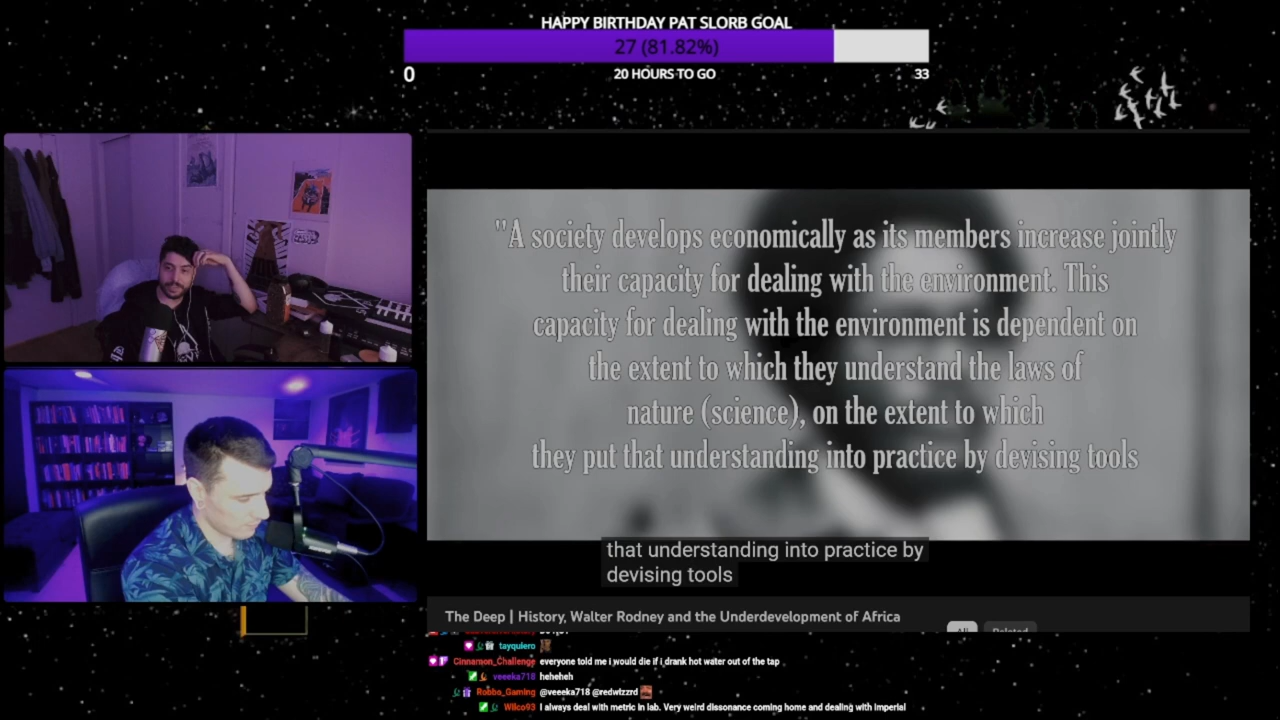 HAPPY BIRTHDAY PAT SLORB GOAL
27 (81.82%)
0
20 HOURS TO GO
33
"A society develops economically as its members increase jointly
their capacity for dealing with the environment. This
capacity for dealing with the environment is dependent on
the extent to which they understand the laws of
nature (science), on the extent to which
they put that understanding into practice by devising tools
that understanding into practice by
devising tools
The Deep | History, Walter Rodney and the Underdevelopment of Africa
All
Related
tayquiero
Cinnamon_Challenge everyone told me i would die if i drank hot water out of the tap
veeeka718 heheheh
Robbo_Gaming @veeeka718 @redwizzrd
Wilco93 I always deal with metric in lab. Very weird dissonance coming home and dealing with imperial